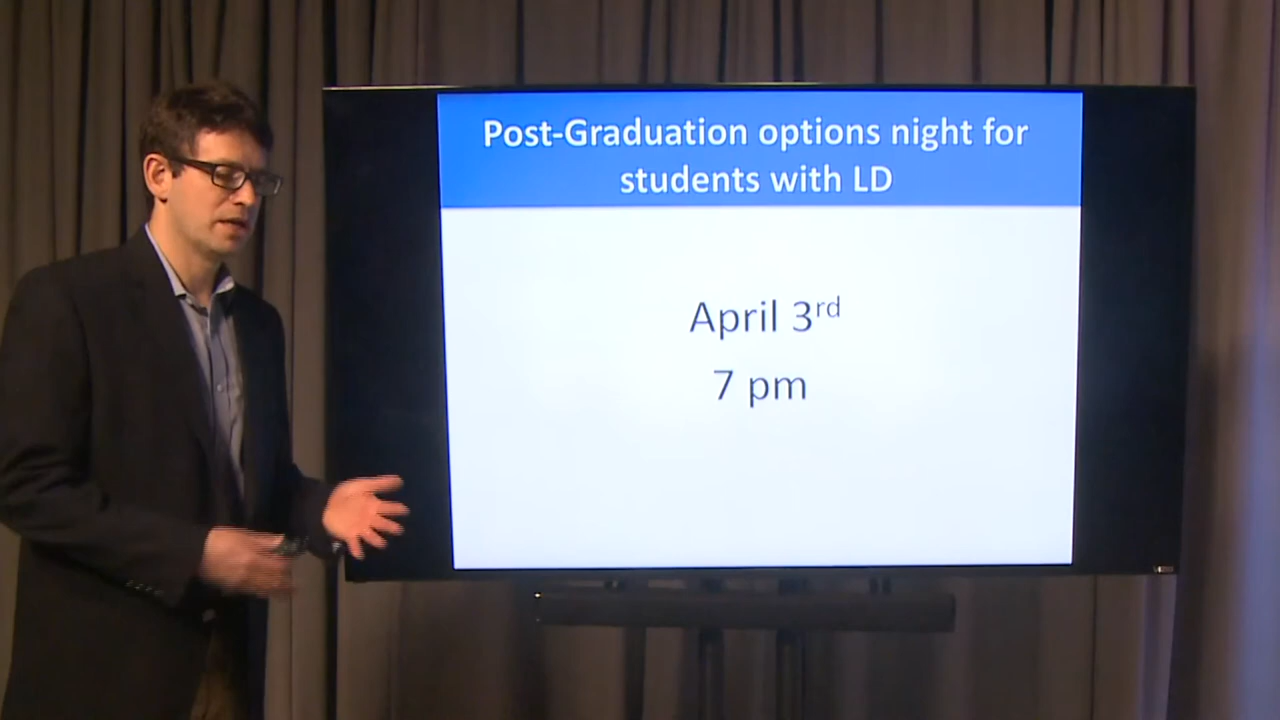 Post-Graduation options night for
students with LD
April 3rd
7 pm